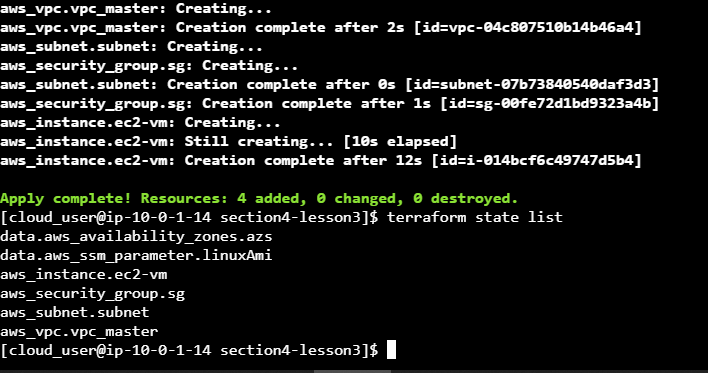 aws_vpc.vpc_master: Creating...
aws_vpc.vpc_master: Creation complete after 2s [id=vpc-04c807510b14b46a4]
aws_subnet.subnet: Creating...
aws_security_group.sg: Creating...
aws_subnet.subnet: Creation complete after 0s [id=subnet-07b73840540daf3d3]
aws_security_group.sg: Creation complete after 1s [id=sg-00fe72d1bd9323a4b]
aws_instance.ec2-vm: Creating...
aws_instance.ec2-vm: Still creating... [10s elapsed]
aws_instance.ec2-vm: Creation complete after 12s [id=i-014bcf6c49747d5b4]
Apply complete! Resources: 4 added, 0 changed, 0 destroyed.
[cloud_user@ip-10-0-1-14 section4-lesson3]$ terraform state list
data.aws_availability_zones.azs
data.aws_ssm_parameter.linuxAmi
aws_instance.ec2-vm
aws_security_group.sg
aws_subnet.subnet
aws_vpc.vpc_master
[cloud_user@ip-10-0-1-14 section4-lesson3]$